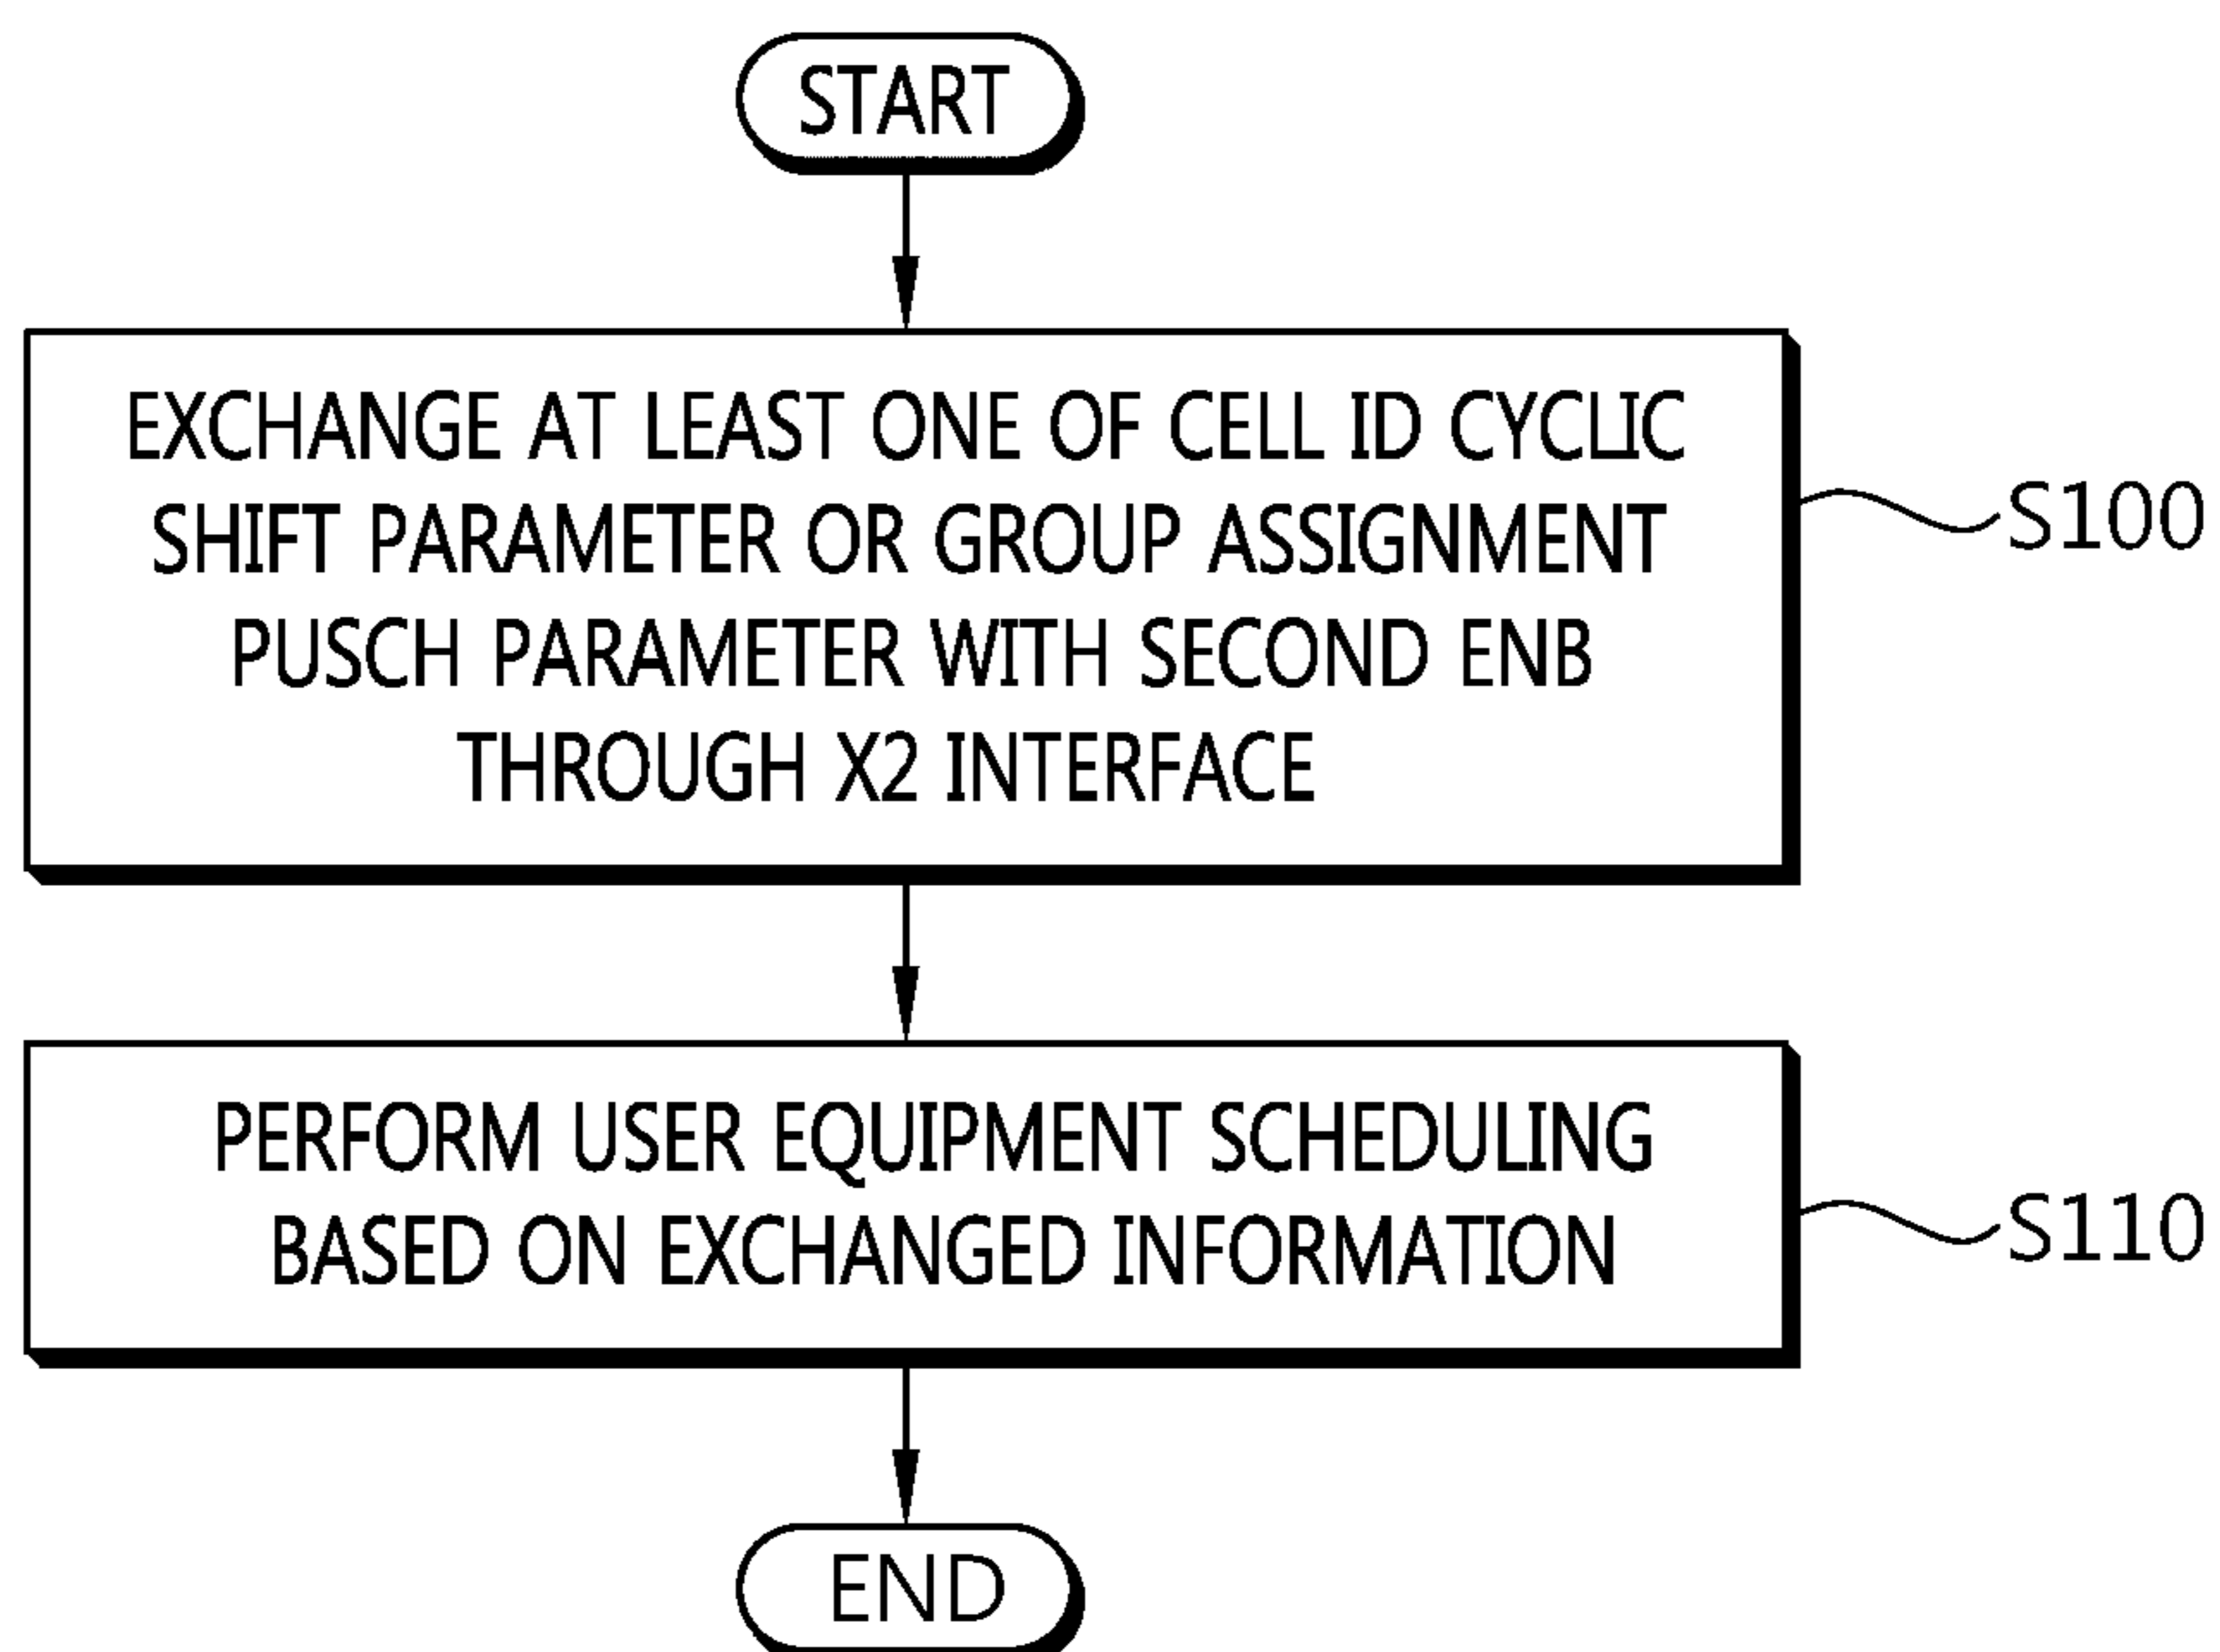 START
EXCHANGE AT LEAST ONE OF CELL ID CYCLIC
SHIFT PARAMETER OR GROUP ASSIGNMENT
PUSCH PARAMETER WITH SECOND ENB
THROUGH X2 INTERFACE
S100
PERFORM USER EQUIPMENT SCHEDULING
BASED ON EXCHANGED INFORMATION
S110
END